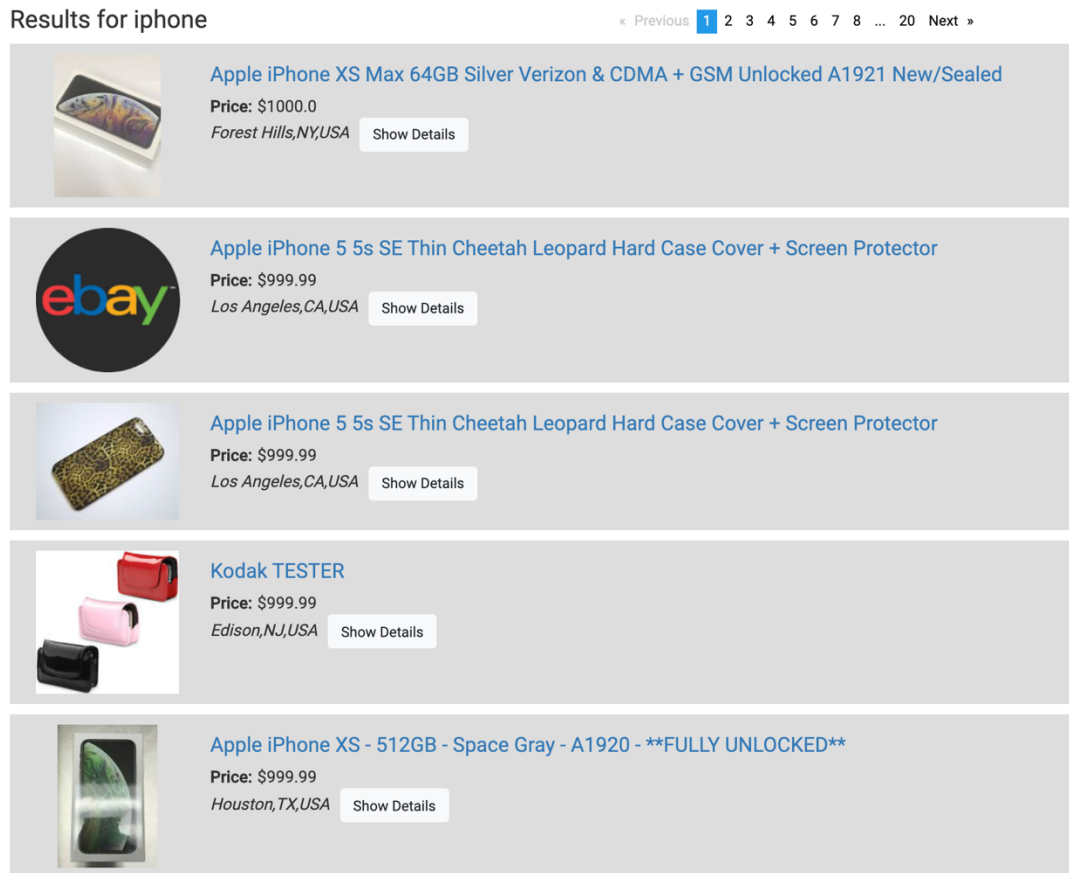 Results for iphone
« Previous 1 2 3 4 5 6 7 8 ... 20 Next »
Apple iPhone XS Max 64GB Silver Verizon & CDMA + GSM Unlocked A1921 New/Sealed
Price: $1000.0
Forest Hills,NY,USA Show Details
ebay™
Apple iPhone 5 5s SE Thin Cheetah Leopard Hard Case Cover + Screen Protector
Price: $999.99
Los Angeles,CA,USA Show Details
Apple iPhone 5 5s SE Thin Cheetah Leopard Hard Case Cover + Screen Protector
Price: $999.99
Los Angeles,CA,USA Show Details
Kodak TESTER
Price: $999.99
Edison,NJ,USA Show Details
Apple iPhone XS - 512GB - Space Gray - A1920 - **FULLY UNLOCKED**
Price: $999.99
Houston,TX,USA Show Details